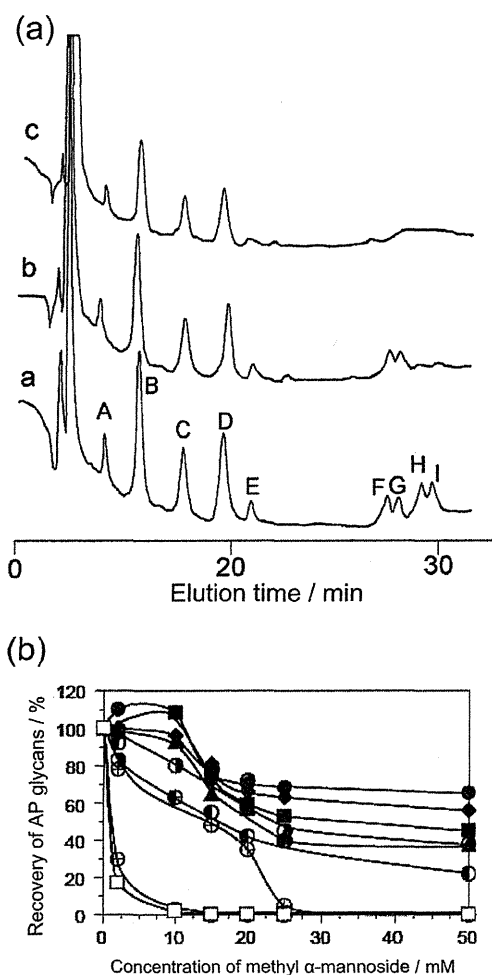 (a)
c
b
a
A
B
C
D
E
F
G
H
I
0
20
30
Elution time / min
(b)
Recovery of AP glycans / %
120
100
80
60
40
20
0
0
10
20
30
40
50
Concentration of methyl α-mannoside / mM